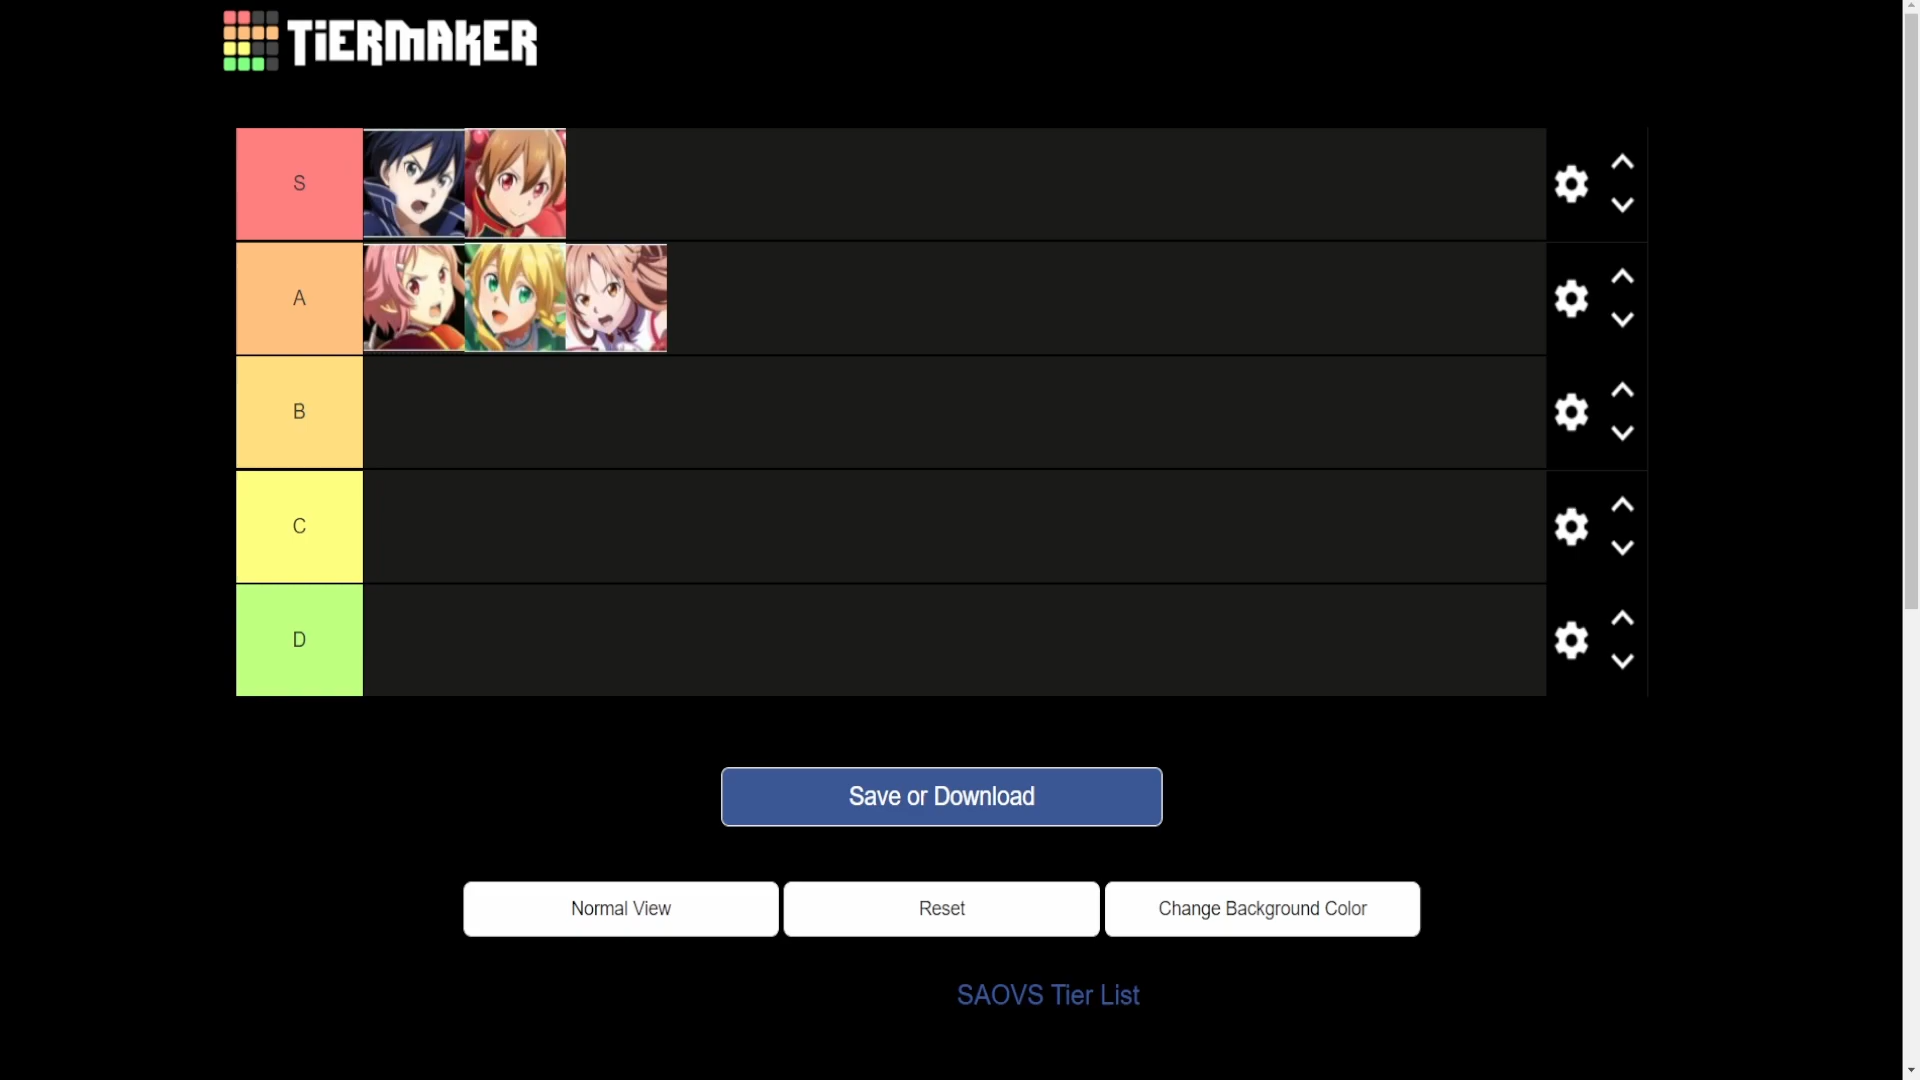 TiERMAKER
S
A
B
C
D
Save or Download
Normal View
Reset
Change Background Color
SAOVS Tier List